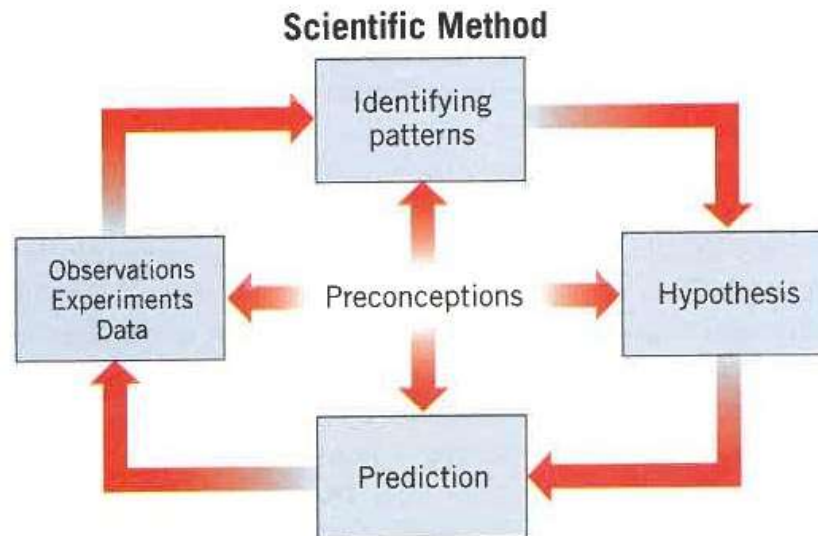 Scientific Method
Identifying
patterns
Observations
Experiments
Data
Preconceptions
Hypothesis
Prediction